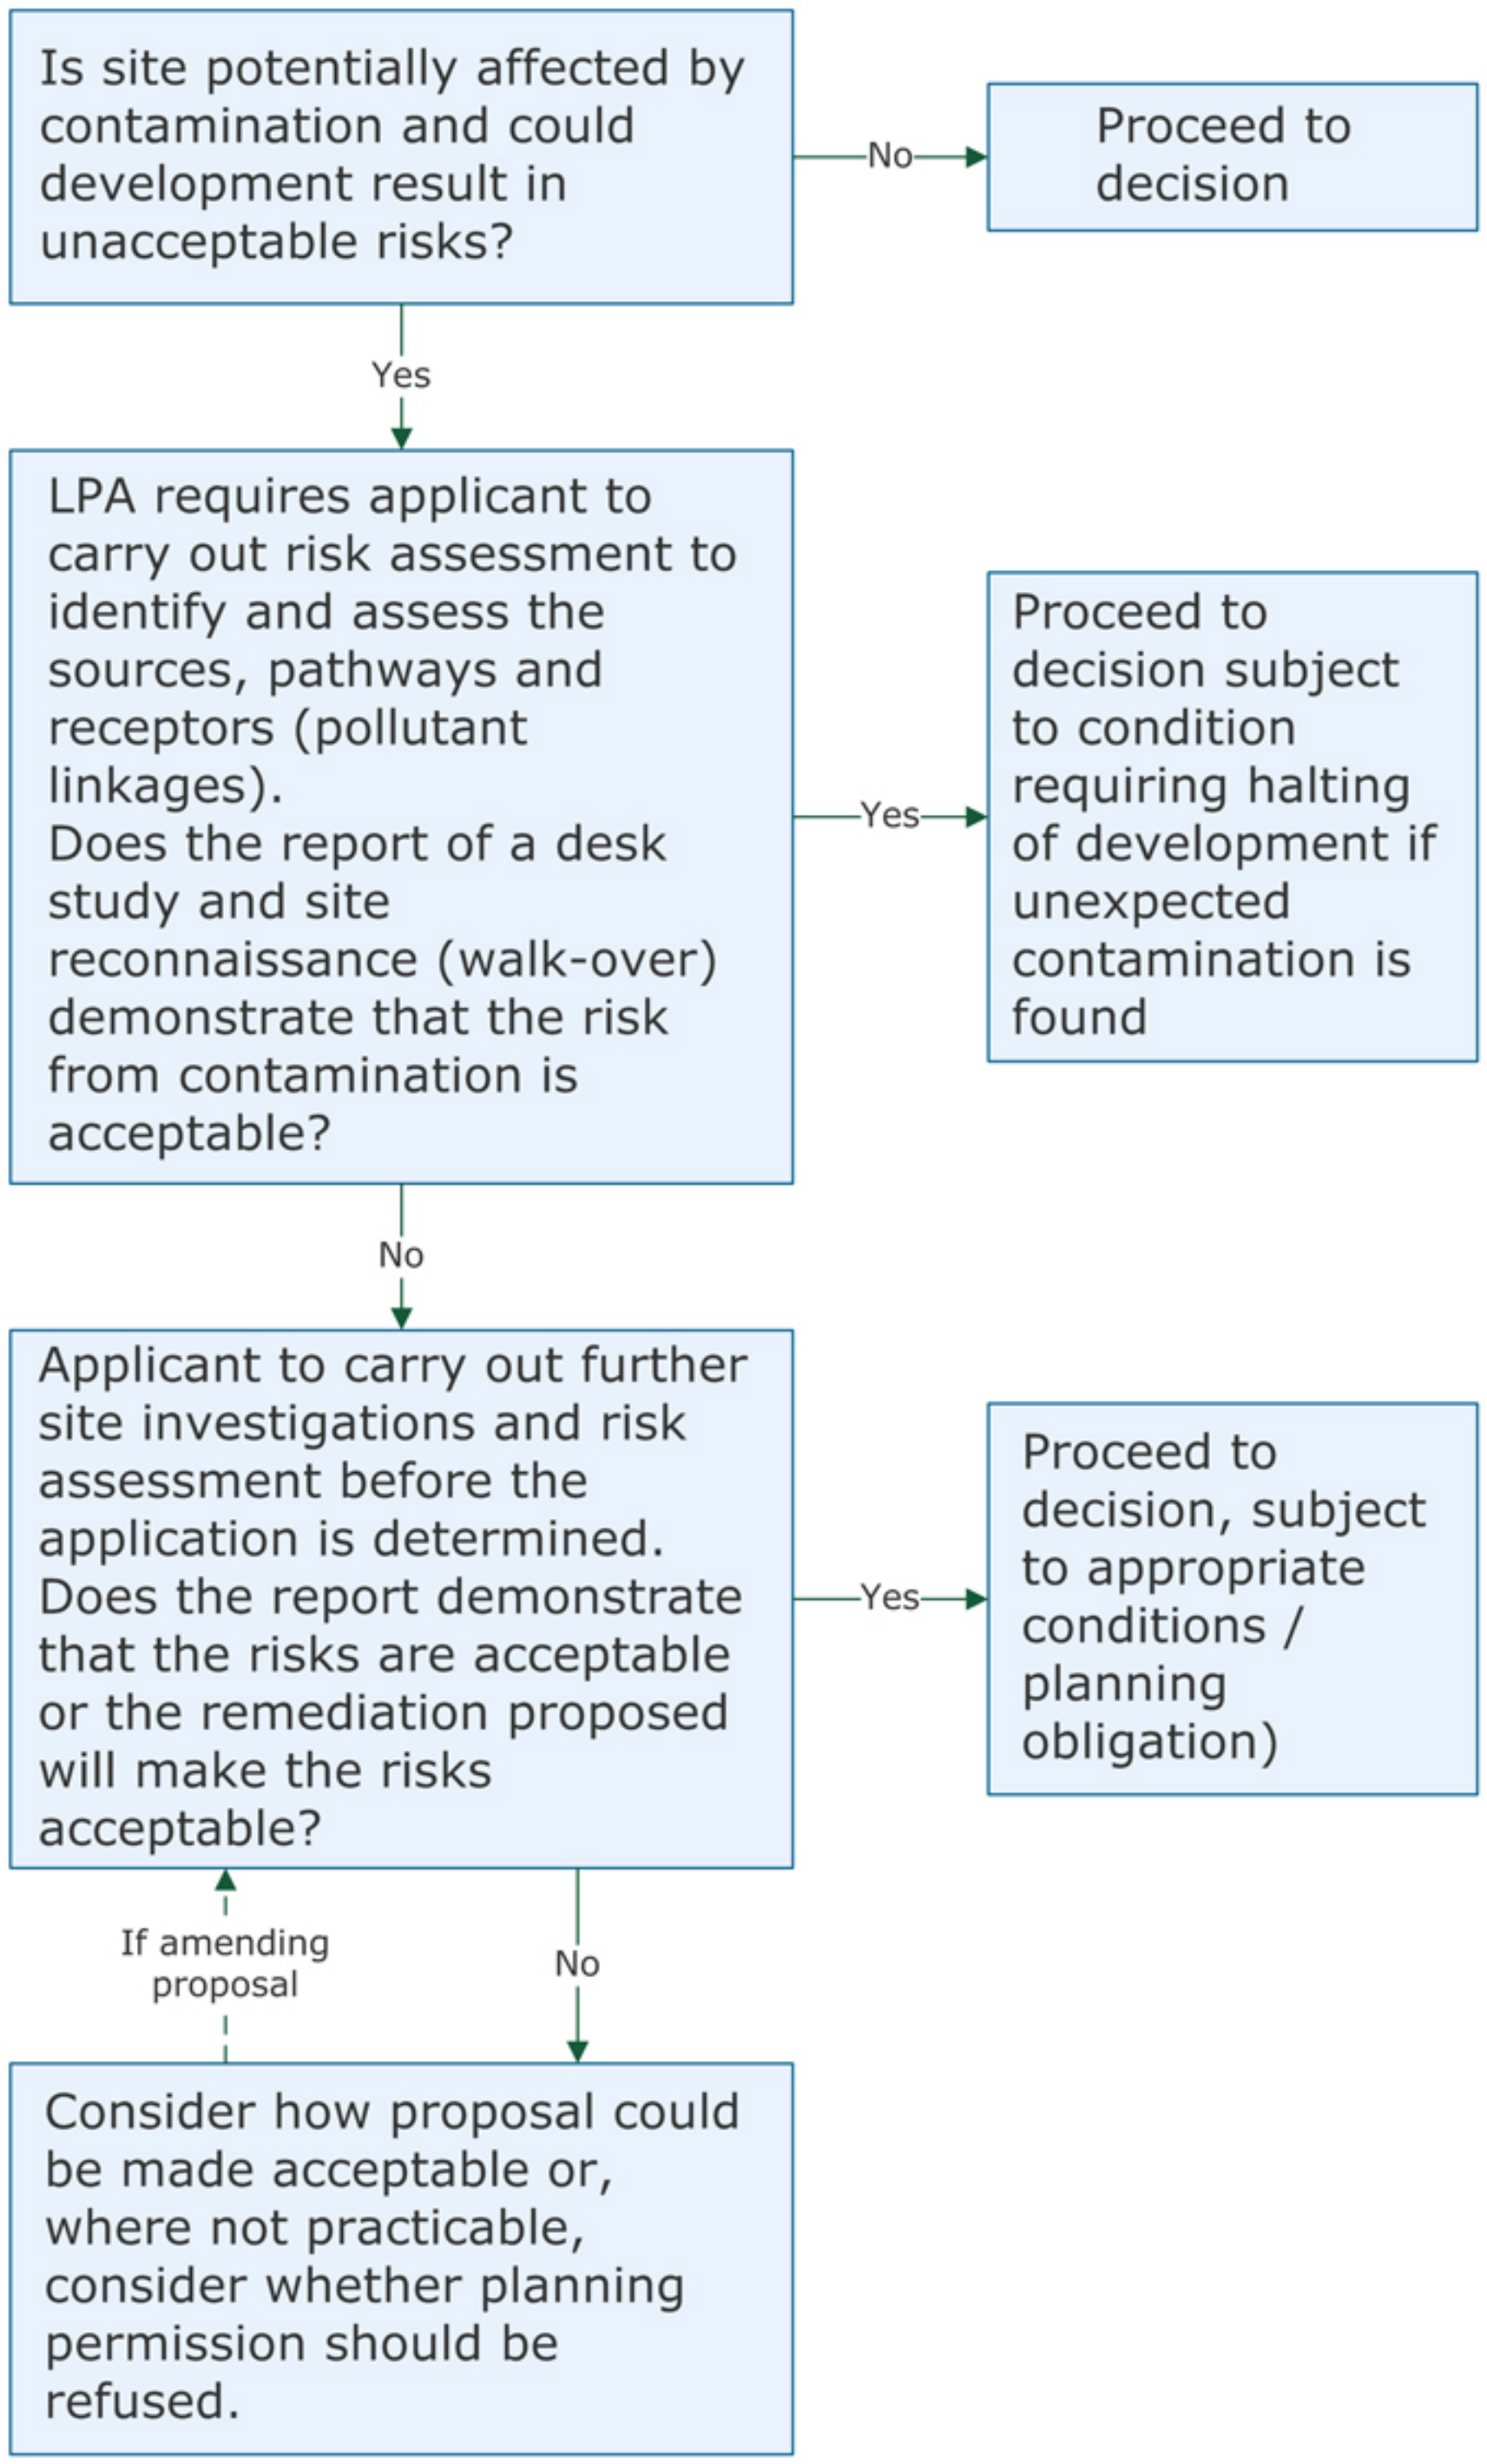 Is site potentially affected by
contamination and could
development result in
unacceptable risks?
No
Proceed to
decision
Yes
LPA requires applicant to
carry out risk assessment to
identify and assess the
sources, pathways and
receptors (pollutant
linkages).
Does the report of a desk
study and site
reconnaissance (walk-over)
demonstrate that the risk
from contamination is
acceptable?
Yes
Proceed to
decision subject
to condition
requiring halting
of development if
unexpected
contamination is
found
No
Applicant to carry out further
site investigations and risk
assessment before the
application is determined.
Does the report demonstrate
that the risks are acceptable
or the remediation proposed
will make the risks
acceptable?
Yes
Proceed to
decision, subject
to appropriate
conditions /
planning
obligation)
If amending
proposal
No
Consider how proposal could
be made acceptable or,
where not practicable,
consider whether planning
permission should be
refused.